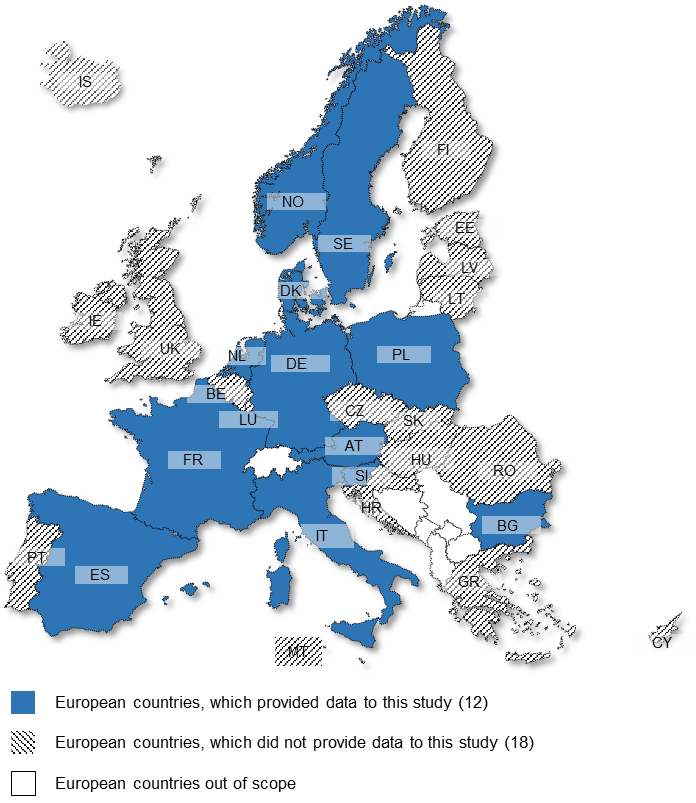 IS
FI
NO
SE
EE
LT
LV
LT
DK
IE
UK
NL
DE
PL
BE
LU
CZ
SK
FR
AT
HU
RO
SI
HR
BG
IT
PT
ES
GR
MT
CY
European countries, which provided data to this study (12)
European countries, which did not provide data to this study (18)
European countries out of scope